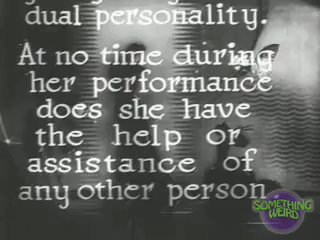 dual personality.
At no time during
her performance
does she have
the help or
assistance of
any other person
SOMETHING
WEIRD